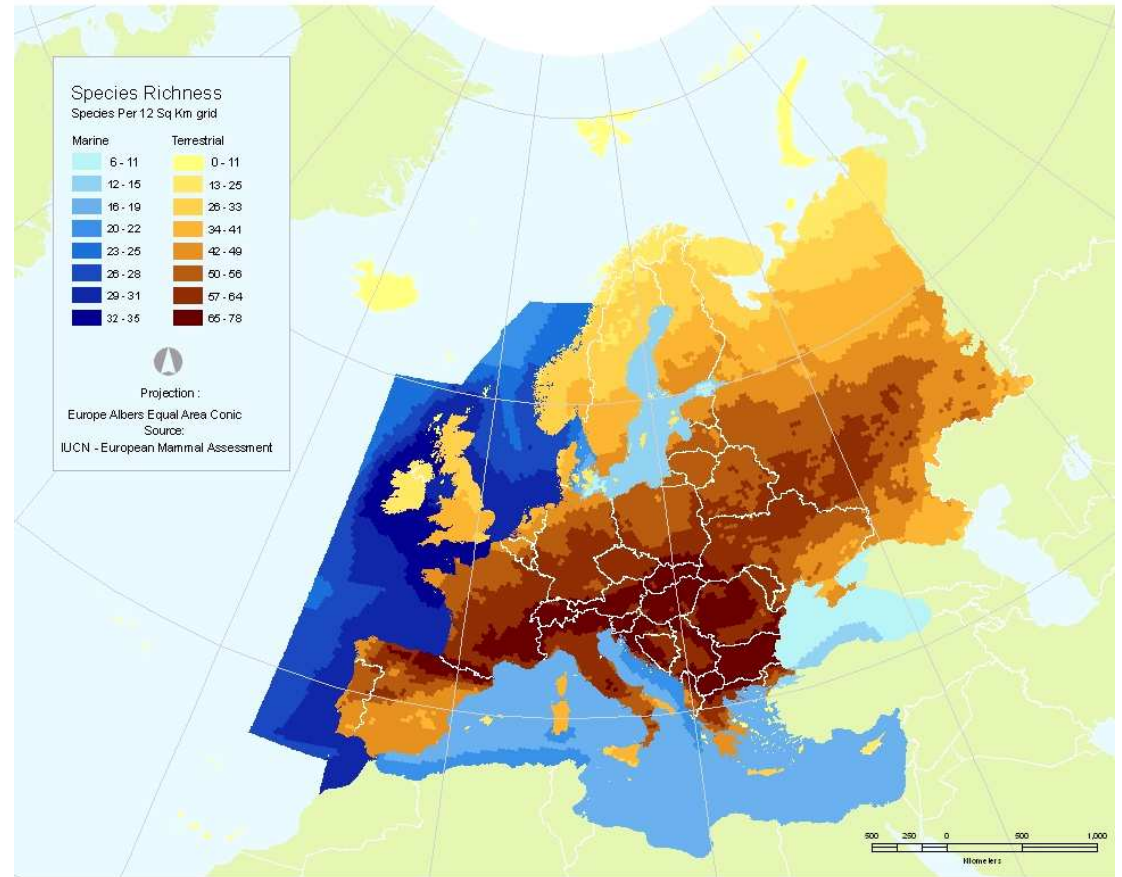 Species Richness
Species Per 12 Sq Km grid
Marine Terrestrial
6 - 11 0 - 11
12 - 15 13 - 25
16 - 19 26 - 33
20 - 22 34 - 41
23 - 25 42 - 49
26 - 28 50 - 56
29 - 31 57 - 64
32 - 35 65 - 78
Projection :
Europe Albers Equal Area Conic
Source:
IUCN - European Mammal Assessment
500 250 0 500 1,000
Kilometers